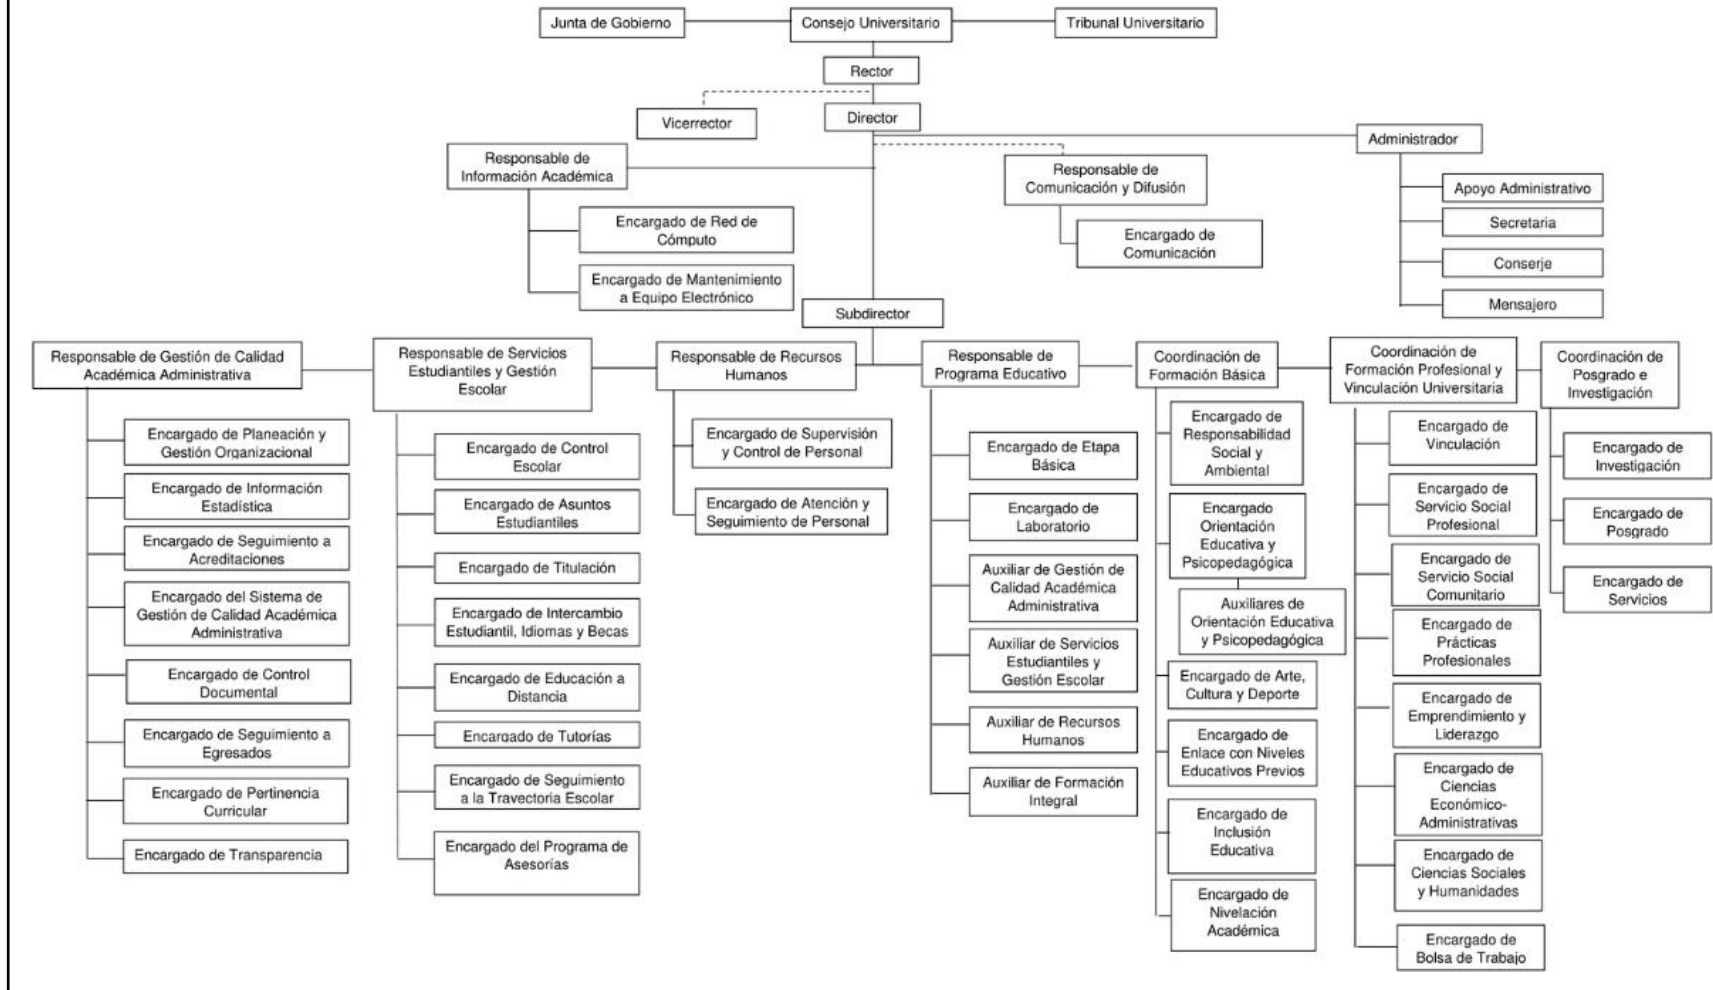 Junta de Gobierno
Consejo Universitario
Tribunal Universitario
Rector
Vicerrector
Director
Administrador
Responsable de
Información Académica
Responsable de
Comunicación y Difusión
Apoyo Administrativo
Secretaria
Conserje
Mensajero
Encargado de Red de
Cómputo
Encargado de
Comunicación
Encargado de Mantenimiento
a Equipo Electrónico
Subdirector
Responsable de Gestión de Calidad
Académica Administrativa
Encargado de Planeación y
Gestión Organizacional
Encargado de Información
Estadística
Encargado de Seguimiento a
Acreditaciones
Encargado del Sistema de
Gestión de Calidad Académica
Administrativa
Encargado de Control
Documental
Encargado de Seguimiento a
Egresados
Encargado de Pertinencia
Curricular
Encargado de Transparencia
Responsable de Servicios
Estudiantiles y Gestión
Escolar
Encargado de Control
Escolar
Encargado de Asuntos
Estudiantiles
Encargado de Titulación
Encargado de Intercambio
Estudiantil, Idiomas y Becas
Encargado de Educación a
Distancia
Encargado de Tutorías
Encargado de Seguimiento
a la Travectoria Escolar
Encargado del Programa de
Asesorías
Responsable de Recursos
Humanos
Encargado de Supervisión
y Control de Personal
Encargado de Atención y
Seguimiento de Personal
Responsable de
Programa Educativo
Encargado de Etapa
Básica
Encargado de
Laboratorio
Auxiliar de Gestión de
Calidad Académica
Administrativa
Auxiliar de Servicios
Estudiantiles y
Gestión Escolar
Auxiliar de Recursos
Humanos
Auxiliar de Formación
Integral
Coordinación de
Formación Básica
Encargado de
Responsabilidad
Social y
Ambiental
Encargado
Orientación
Educativa y
Psicopedagógica
Auxiliares de
Orientación Educativa
y Psicopedagógica
Encargado de Arte,
Cultura y Deporte
Encargado de
Enlace con Niveles
Educativos Previos
Encargado de
Inclusión
Educativa
Encargado de
Nivelación
Académica
Coordinación de
Formación Profesional y
Vinculación Universitaria
Encargado de
Vinculación
Encargado de
Servicio Social
Profesional
Encargado de
Servicio Social
Comunitario
Encargado de
Prácticas
Profesionales
Encargado de
Emprendimiento y
Liderazgo
Encargado de
Ciencias
Económico-
Administrativas
Encargado de
Ciencias Sociales
y Humanidades
Encargado de
Bolsa de Trabajo
Coordinación de
Posgrado e
Investigación
Encargado de
Investigación
Encargado de
Posgrado
Encargado de
Servicios